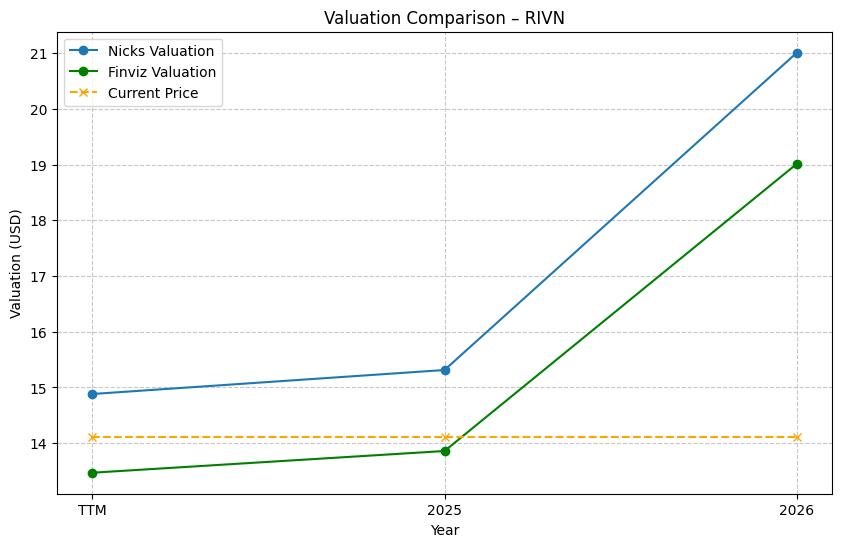 Valuation Comparison – RIVN
Nicks Valuation
Finviz Valuation
Current Price
Valuation (USD)
21
20
19
18
17
16
15
14
TTM
2025
2026
Year